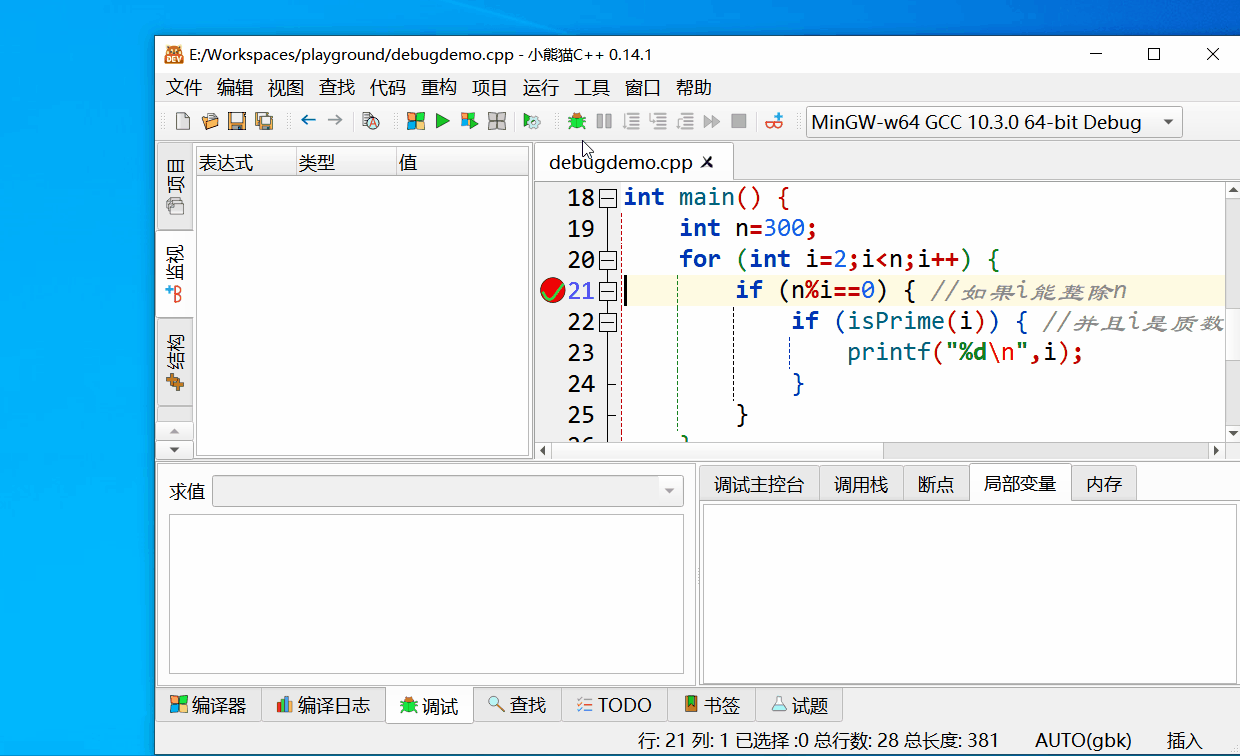 E:/Workspaces/playground/debugdemo.cpp - 小熊猫C++ 0.14.1
文件 编辑 视图 查找 代码 重构 项目 运行 工具 窗口 帮助
MinGW-w64 GCC 10.3.0 64-bit Debug
项目
监视
结构
表达式 类型 值
debugdemo.cpp
18 int main() {
19 int n=300;
20 for (int i=2;i<n;i++) {
21 if (n%i==0) { //如果i能整除n
22 if (isPrime(i)) { //并且i是质数
23 printf("%d\n",i);
24 }
25 }
26 }
求值
调试主控台 调用栈 断点 局部变量 内存
编译器 编译日志 调试 查找 TODO 书签 试题
行: 21 列: 1 已选择 :0 总行数: 28 总长度: 381 AUTO(gbk) 插入